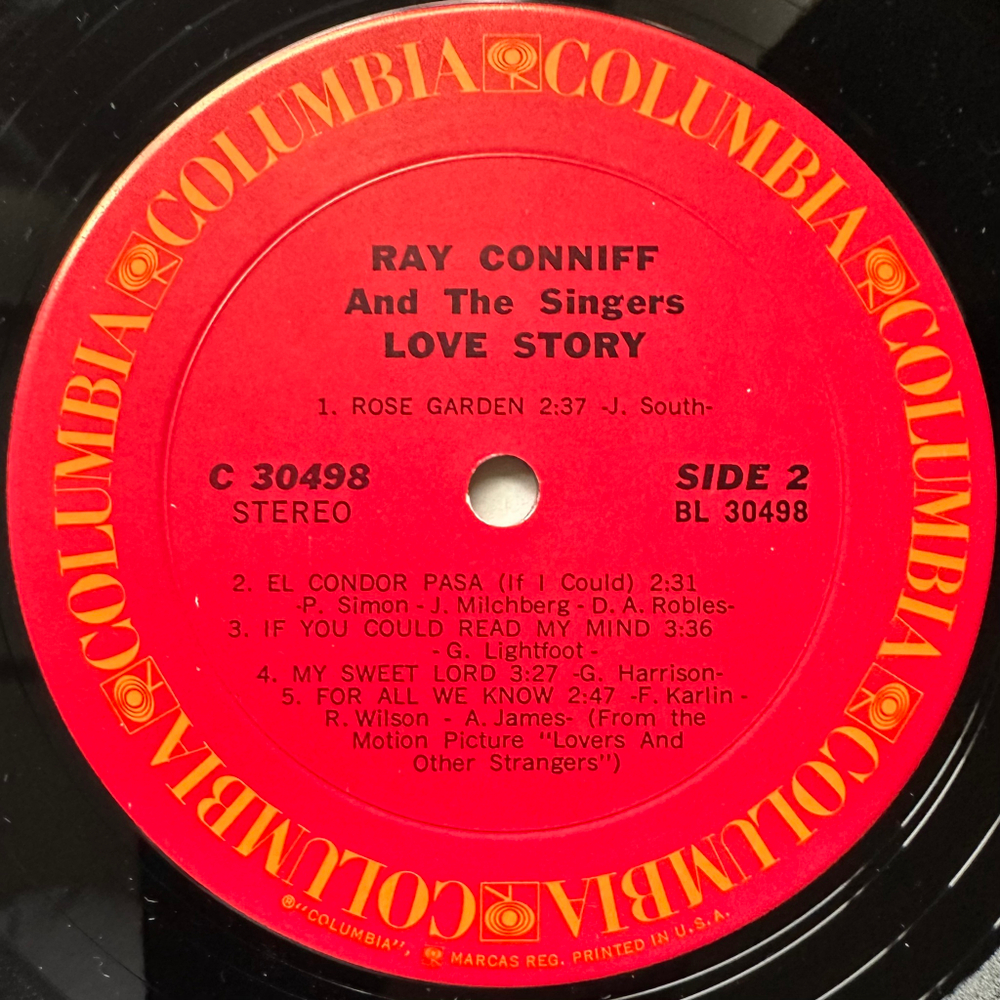 COLUMBIA COLUMBIA COLUMBIA COLUMBIA COLUMBIA COLUMBIA
RAY CONNIFF
And The Singers
LOVE STORY
1. ROSE GARDEN 2:37 -J. South-
C 30498
STEREO
SIDE 2
BL 30498
2. EL CONDOR PASA (If I Could) 2:31
-P. Simon - J. Milchberg - D. A. Robles-
3. IF YOU COULD READ MY MIND 3:36
- G. Lightfoot -
4. MY SWEET LORD 3:27 -G. Harrison-
5. FOR ALL WE KNOW 2:47 -F. Karlin -
R. Wilson - A. James- (From the
Motion Picture "Lovers And
Other Strangers")
®"COLUMBIA", MARCAS REG. PRINTED IN U.S.A.